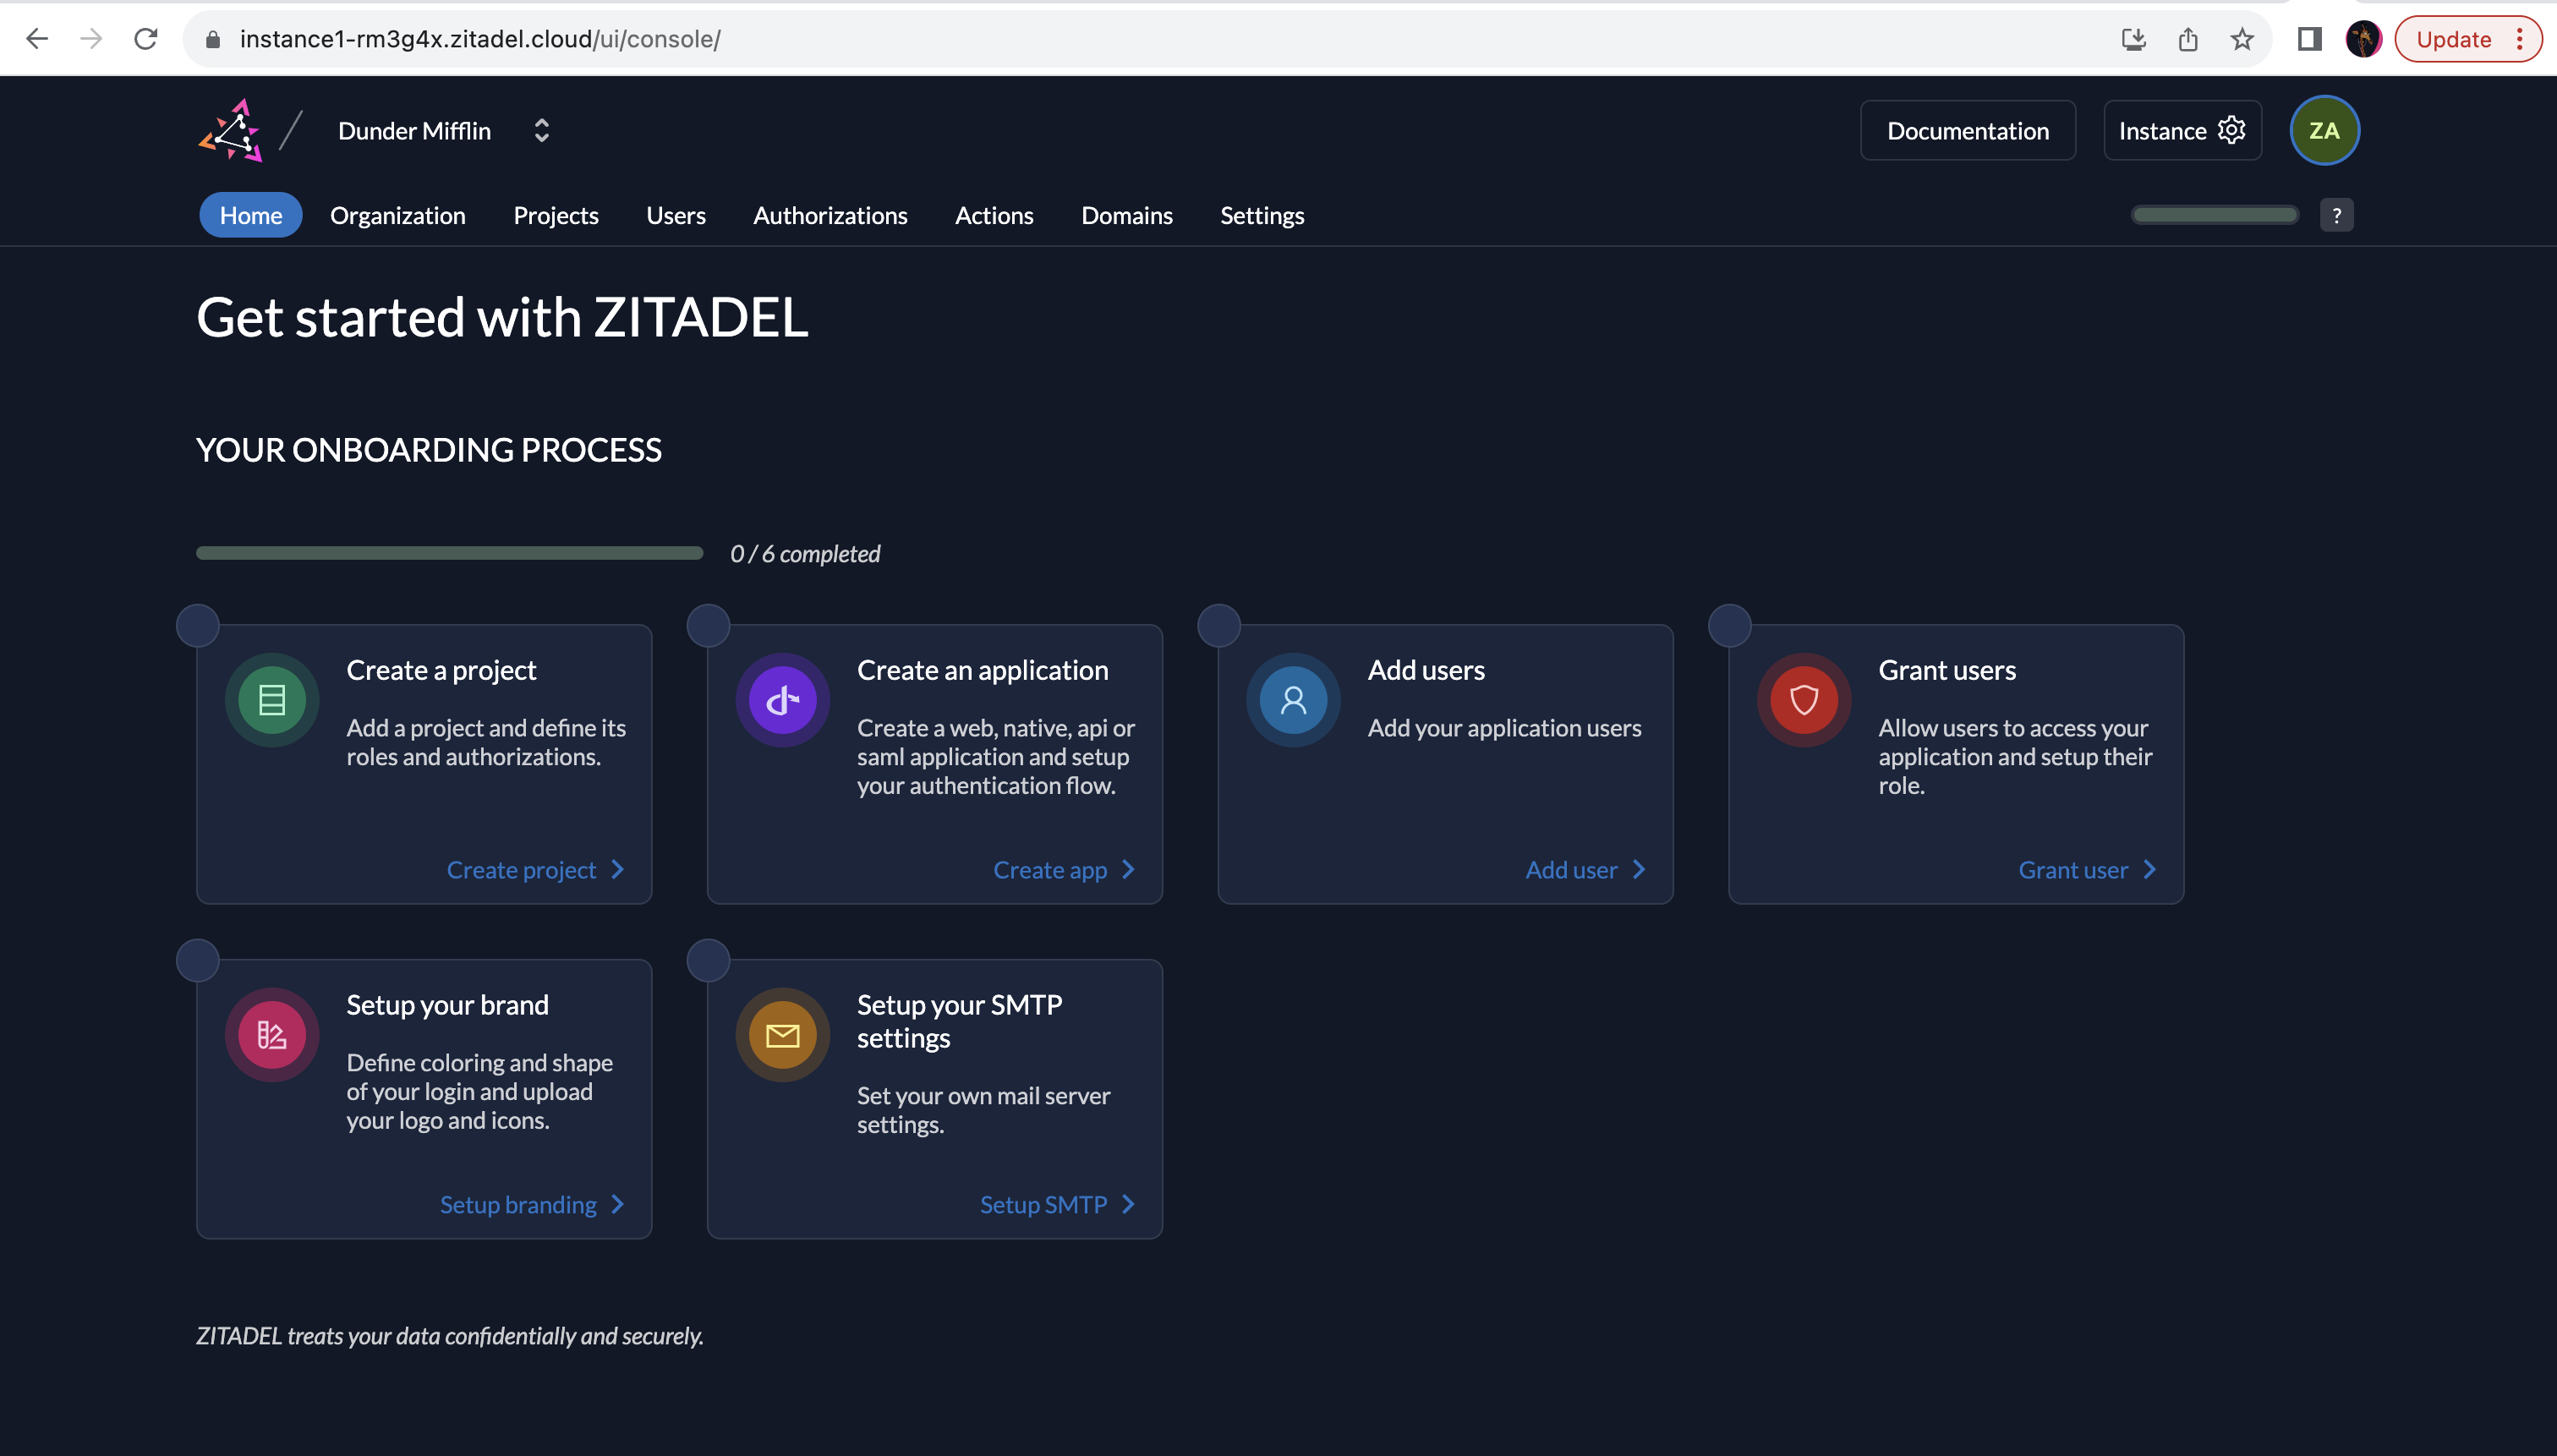 instance1-rm3g4x.zitadel.cloud/ui/console/
Update
Dunder Mifflin
Documentation
Instance
ZA
Home
Organization
Projects
Users
Authorizations
Actions
Domains
Settings
?
Get started with ZITADEL
YOUR ONBOARDING PROCESS
0 / 6 completed
Create a project
Add a project and define its
roles and authorizations.
Create project
Create an application
Create a web, native, api or
saml application and setup
your authentication flow.
Create app
Add users
Add your application users
Add user
Grant users
Allow users to access your
application and setup their
role.
Grant user
Setup your brand
Define coloring and shape
of your login and upload
your logo and icons.
Setup branding
Setup your SMTP
settings
Set your own mail server
settings.
Setup SMTP
ZITADEL treats your data confidentially and securely.